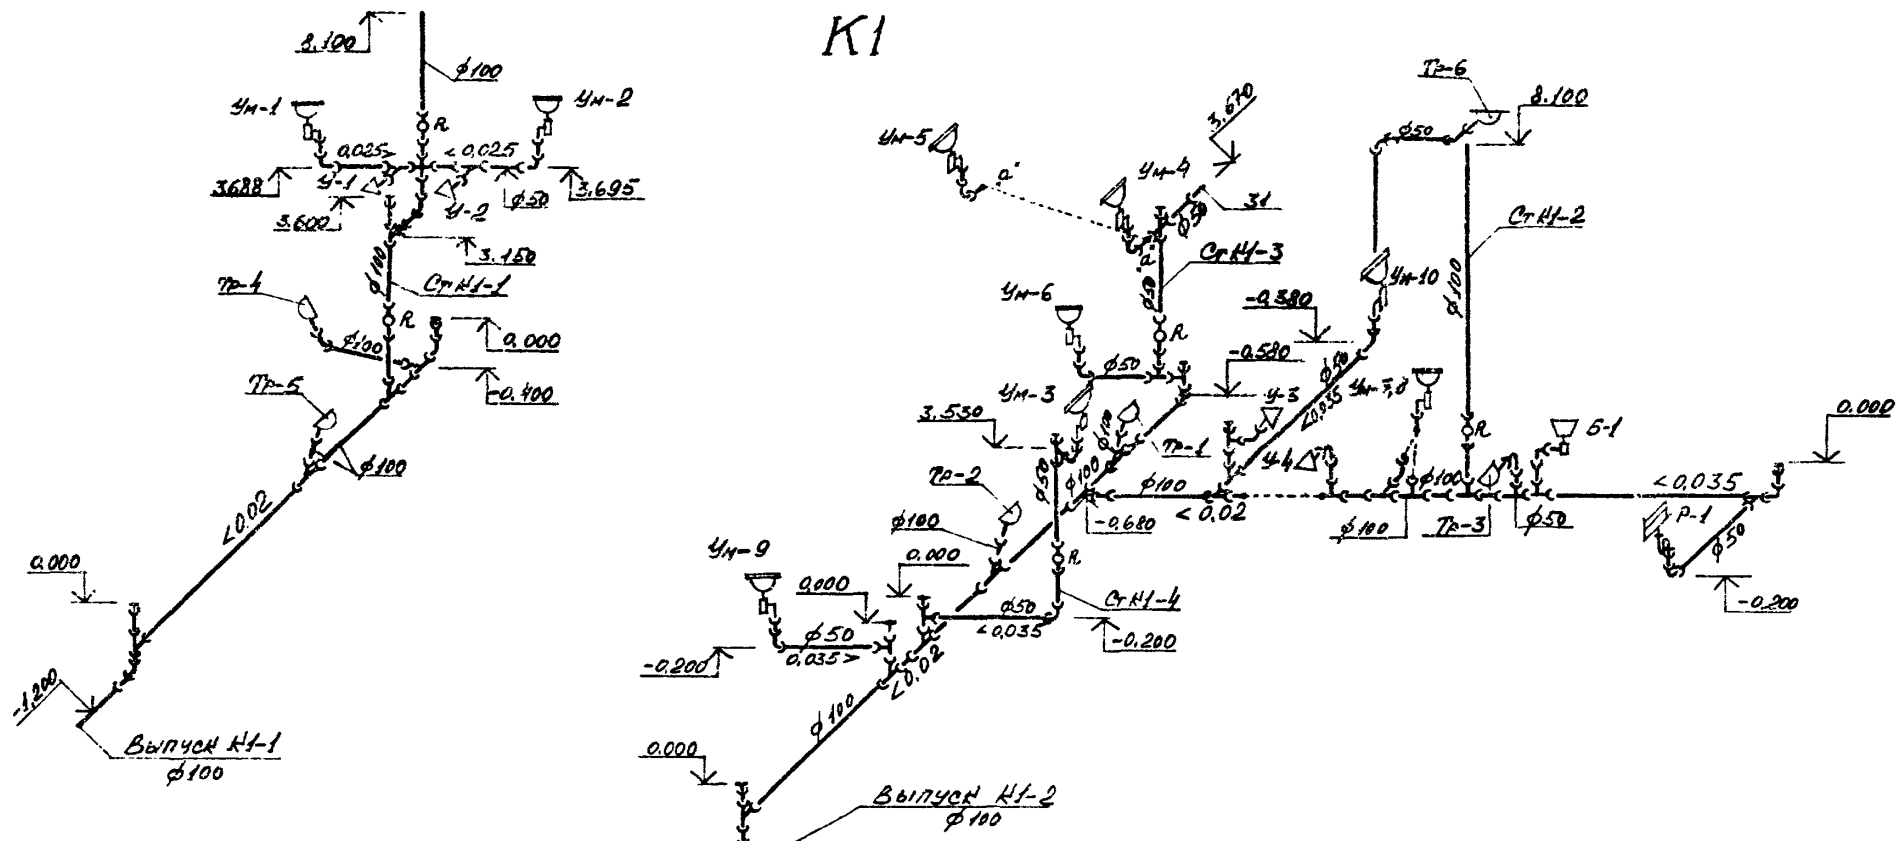 К1
8.100
ф100
R
Ум-1
Ум-2
0,025>
<0,025
3.688
У-1
3.600
У-2
ф50
3.695
3.150
ф100
Ст К1-1
Тр-4
R
ф100
0,000
-0.400
Тр-5
ф100
<0.02
0.000
-1,200
Выпуск К1-1
ф100
Ум-5
"а"
3.670
Ум-4
31
ф50
"а"
Ст К1-3
ф50
Ум-6
R
ф50
-0,580
-0,380
Ум-3
3.530
У-3
Тр-1
ф50
ф100
Тр-2
ф100
ф100
<0.02
-0,680
Ум-9
0.000
0,000
R
ф50
<0,035
Ст К1-4
-0.200
ф50
0,035>
-0,200
<0.02
ф100
0.000
Выпуск К1-2
ф100
Тр-6
8.100
ф50
Ст К1-2
Ум-10
ф100
ф50
<0,035
Ум-7,8
R
Б-1
0.000
У-4
ф100
ф100
Тр-3
ф50
<0,035
Р-1
ф50
-0,200